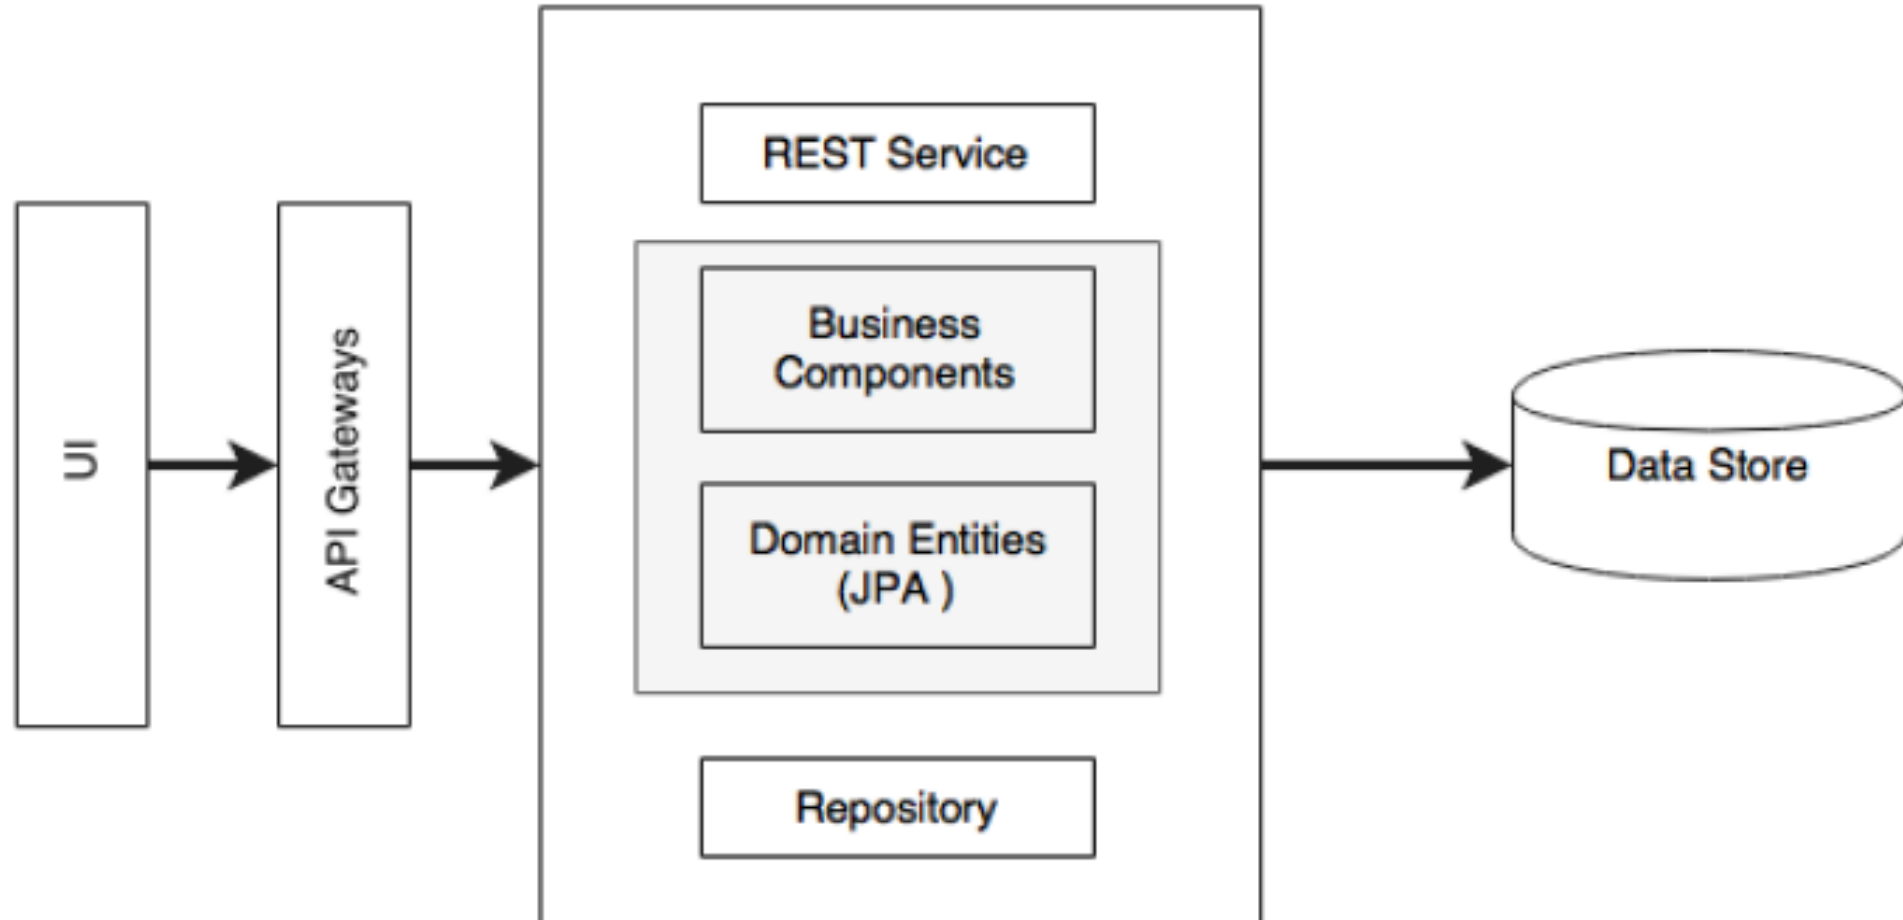 UI
API Gateways
REST Service
Business
Components
Domain Entities
(JPA )
Repository
Data Store